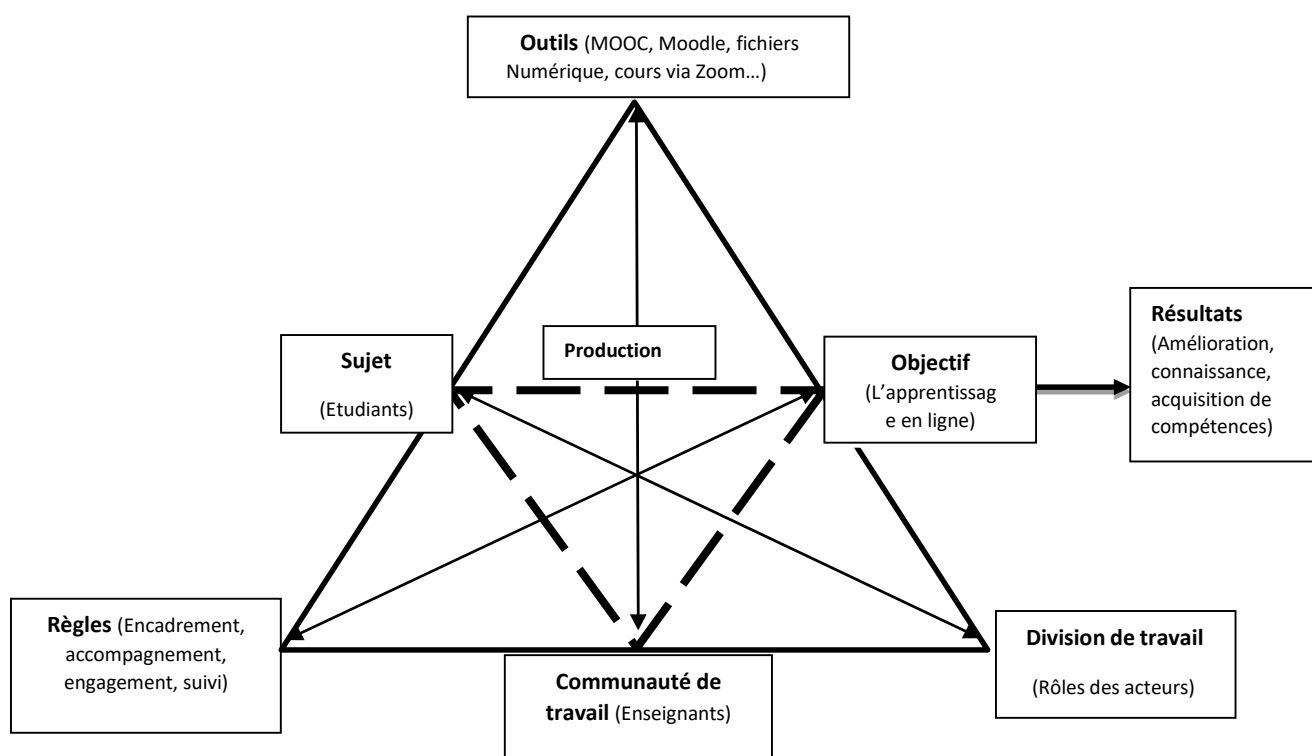 Outils (MOOC, Moodle, fichiers
Numérique, cours via Zoom…)
Sujet
(Etudiants)
Production
Objectif
(L’apprentissag
e en ligne)
Résultats
(Amélioration,
connaissance,
acquisition de
compétences)
Règles (Encadrement,
accompagnement,
engagement, suivi)
Communauté de
travail (Enseignants)
Division de travail
(Rôles des acteurs)